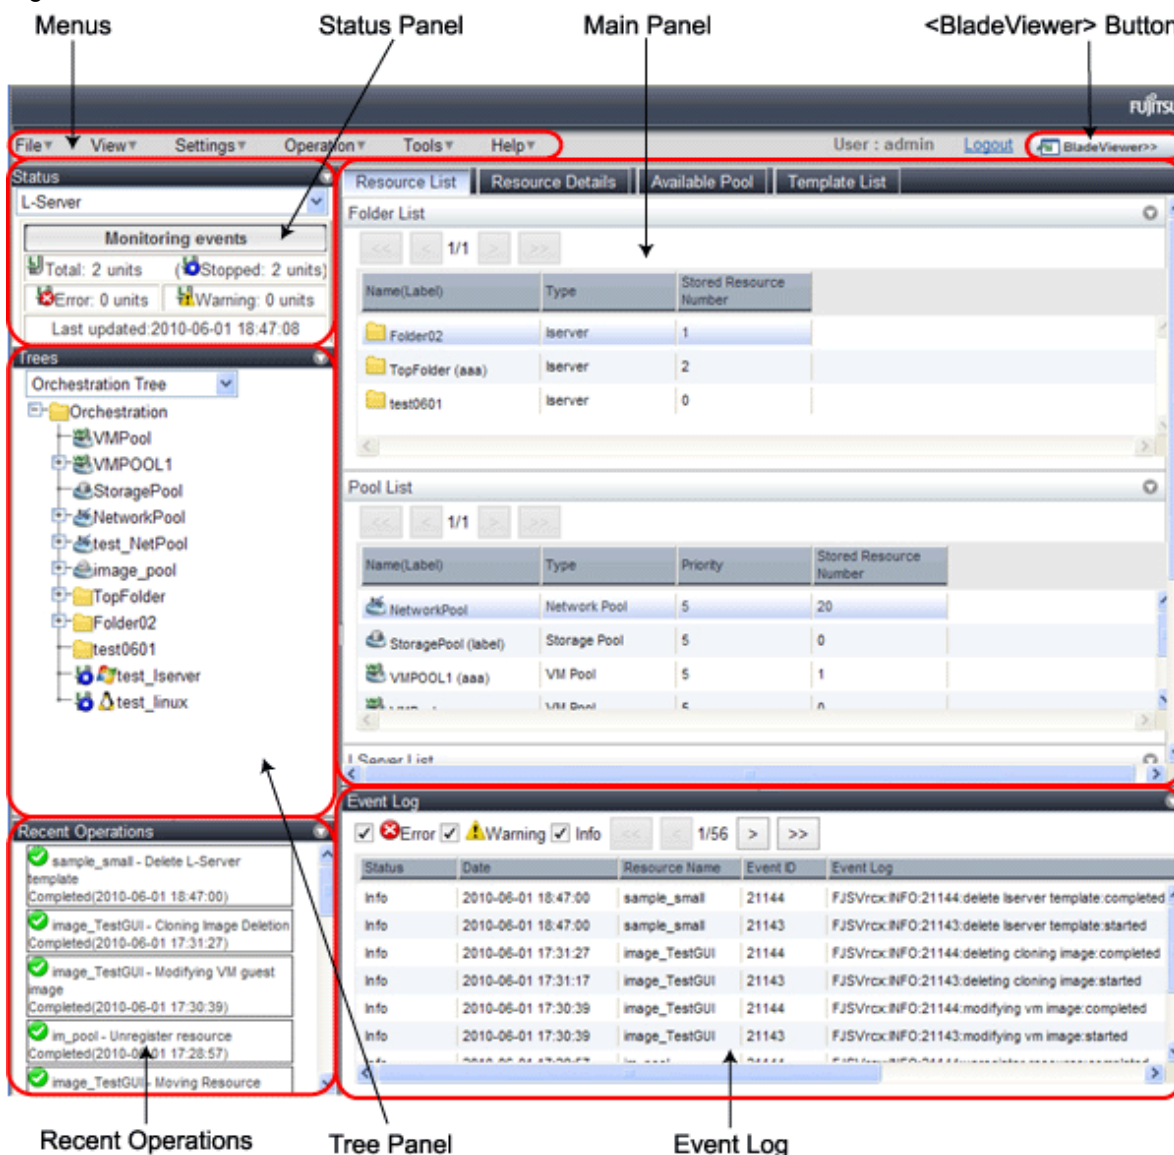 Menus
Status Panel
Main Panel
<BladeViewer> Button
FUJITSU
File
View
Settings
Operation
Tools
Help
User : admin
Logout
BladeViewer>>
Status
L-Server
Monitoring events
Total: 2 units (Stopped: 2 units)
Error: 0 units
Warning: 0 units
Last updated:2010-06-01 18:47:08
Trees
Orchestration Tree
Orchestration
VMPool
VMPOOL1
StoragePool
NetworkPool
test_NetPool
image_pool
TopFolder
Folder02
test0601
test_lserver
test_linux
Resource List
Resource Details
Available Pool
Template List
Folder List
<< < 1/1 > >>
Name(Label) Type Stored Resource Number
Folder02 lserver 1
TopFolder (aaa) lserver 2
test0601 lserver 0
Pool List
<< < 1/1 > >>
Name(Label) Type Priority Stored Resource Number
NetworkPool Network Pool 5 20
StoragePool (label) Storage Pool 5 0
VMPOOL1 (aaa) VM Pool 5 1
VM Pool 5 0
L Server List
Recent Operations
sample_small - Delete L-Server
template
Completed(2010-06-01 18:47:00)
image_TestGUI - Cloning Image Deletion
Completed(2010-06-01 17:31:27)
image_TestGUI - Modifying VM guest
image
Completed(2010-06-01 17:30:39)
im_pool - Unregister resource
Completed(2010-06-01 17:28:57)
image_TestGUI - Moving Resource
Event Log
Error Warning Info << < 1/56 > >>
Status Date Resource Name Event ID Event Log
Info 2010-06-01 18:47:00 sample_small 21144 FJSVrcx:INFO:21144:delete lserver template:completed
Info 2010-06-01 18:47:00 sample_small 21143 FJSVrcx:INFO:21143:delete lserver template:started
Info 2010-06-01 17:31:27 image_TestGUI 21144 FJSVrcx:INFO:21144:deleting cloning image:completed
Info 2010-06-01 17:31:17 image_TestGUI 21143 FJSVrcx:INFO:21143:deleting cloning image:started
Info 2010-06-01 17:30:39 image_TestGUI 21144 FJSVrcx:INFO:21144:modifying vm image:completed
Info 2010-06-01 17:30:39 image_TestGUI 21143 FJSVrcx:INFO:21143:modifying vm image:started
Recent Operations
Tree Panel
Event Log